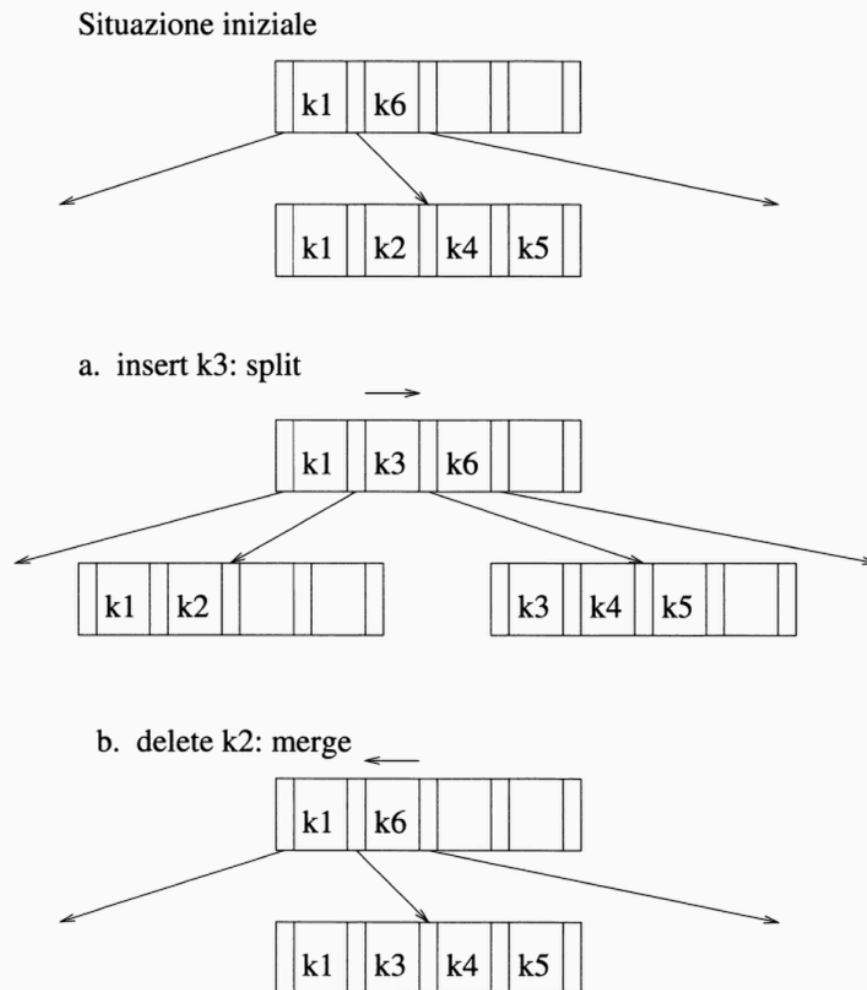 Situazione iniziale
k1 k6
k1 k2 k4 k5
a. insert k3: split
k1 k3 k6
k1 k2
k3 k4 k5
b. delete k2: merge
k1 k6
k1 k3 k4 k5